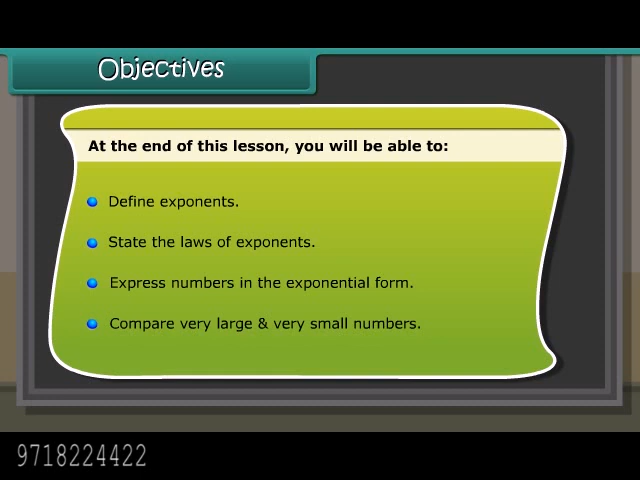 Objectives
At the end of this lesson, you will be able to:
Define exponents.
State the laws of exponents.
Express numbers in the exponential form.
Compare very large & very small numbers.
9718224422